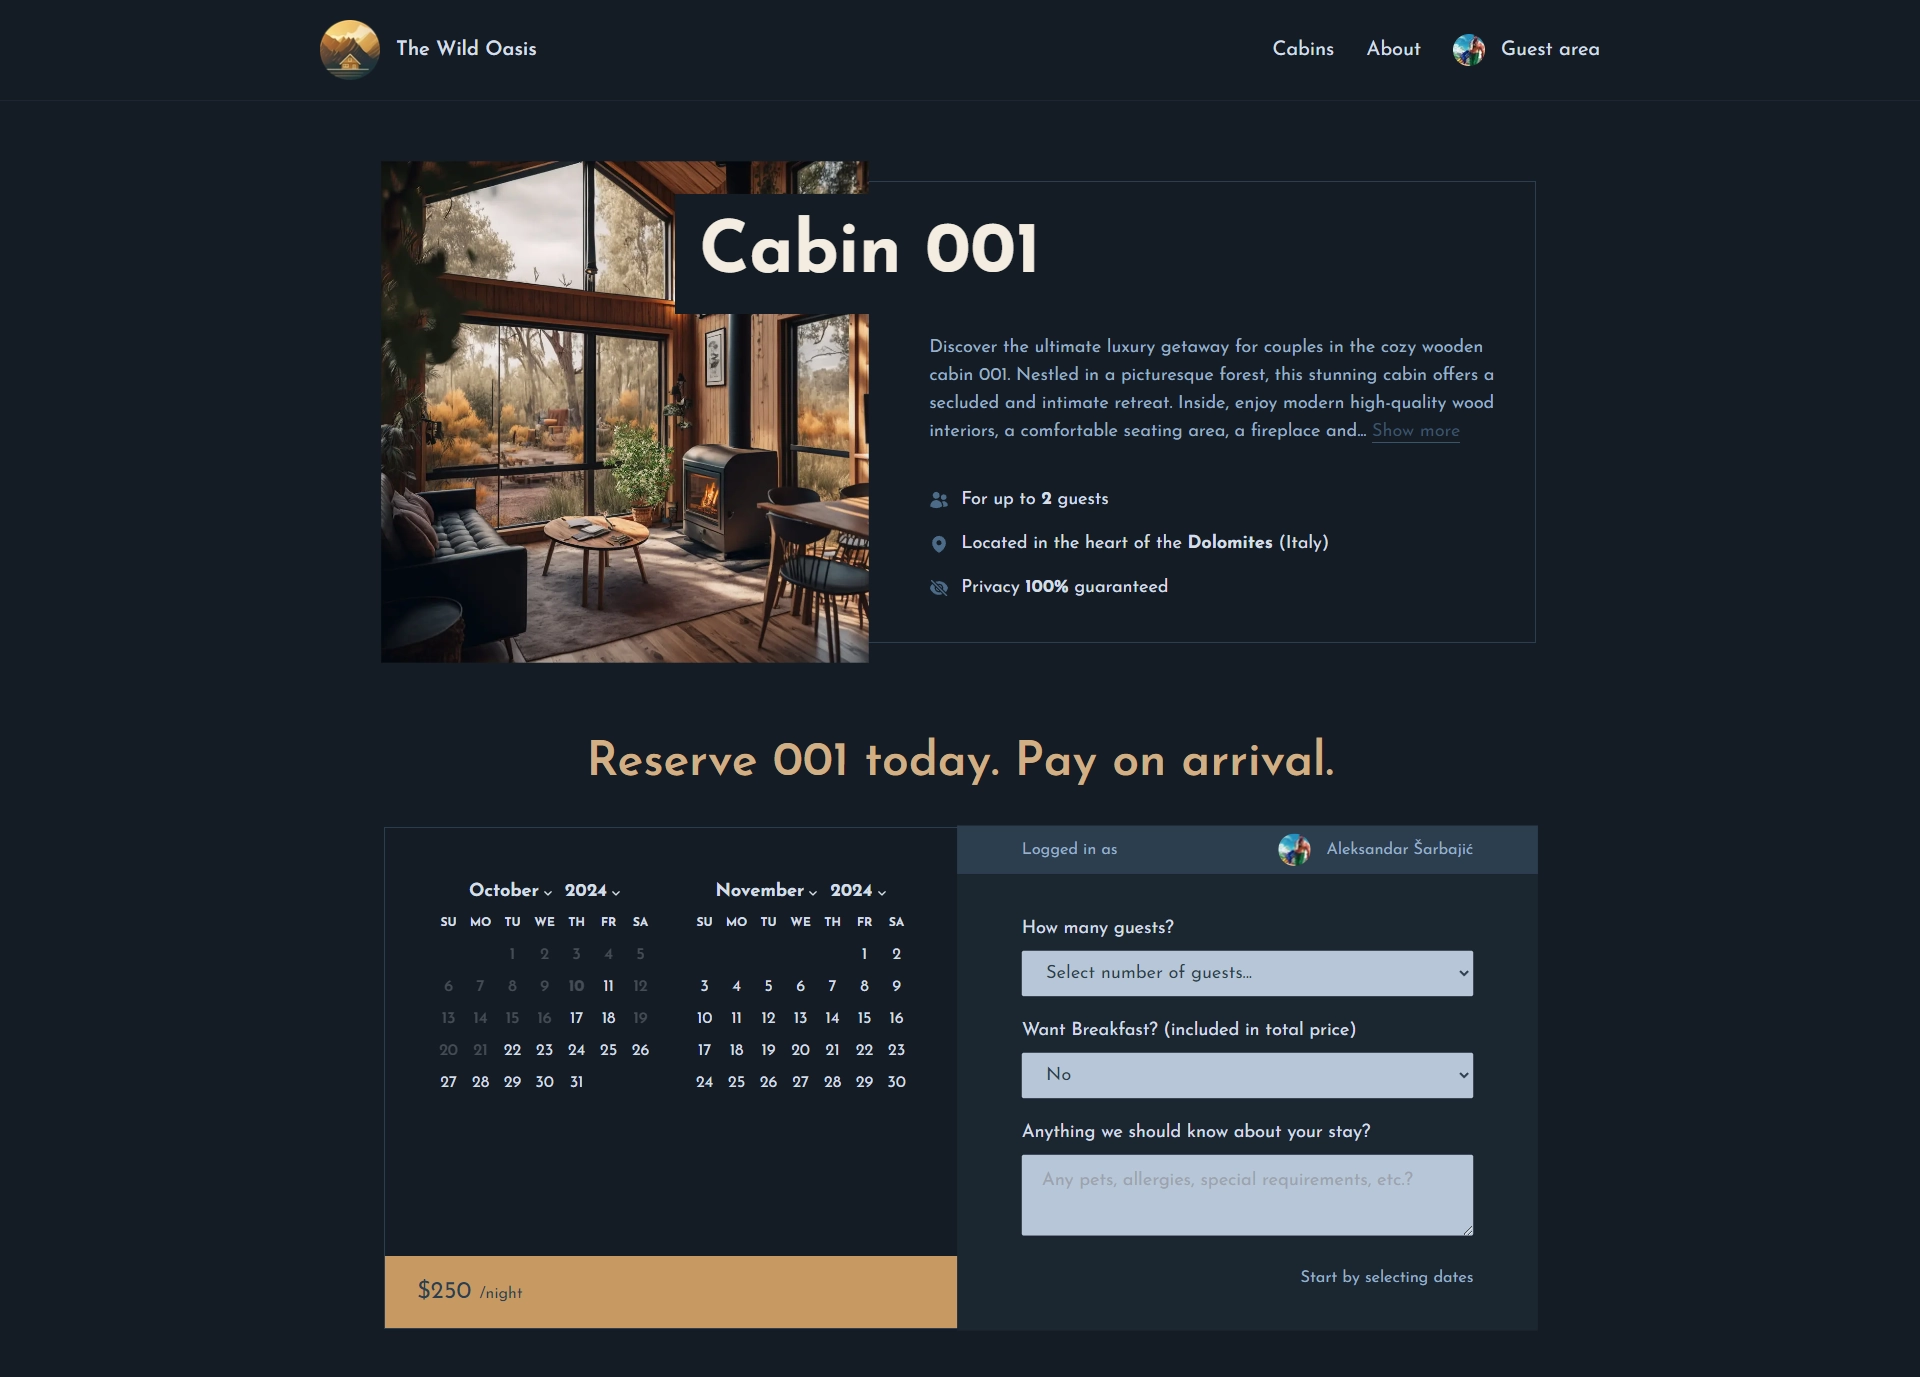 The Wild Oasis
Cabins About Guest area
Cabin 001
Discover the ultimate luxury getaway for couples in the cozy wooden
cabin 001. Nestled in a picturesque forest, this stunning cabin offers a
secluded and intimate retreat. Inside, enjoy modern high-quality wood
interiors, a comfortable seating area, a fireplace and... Show more
For up to 2 guests
Located in the heart of the Dolomites (Italy)
Privacy 100% guaranteed
Reserve 001 today. Pay on arrival.
October 2024
SU MO TU WE TH FR SA
1 2 3 4 5
6 7 8 9 10 11 12
13 14 15 16 17 18 19
20 21 22 23 24 25 26
27 28 29 30 31
November 2024
SU MO TU WE TH FR SA
1 2
3 4 5 6 7 8 9
10 11 12 13 14 15 16
17 18 19 20 21 22 23
24 25 26 27 28 29 30
$250 /night
Logged in as Aleksandar Šarbajić
How many guests?
Select number of guests...
Want Breakfast? (included in total price)
No
Anything we should know about your stay?
Any pets, allergies, special requirements, etc.?
Start by selecting dates